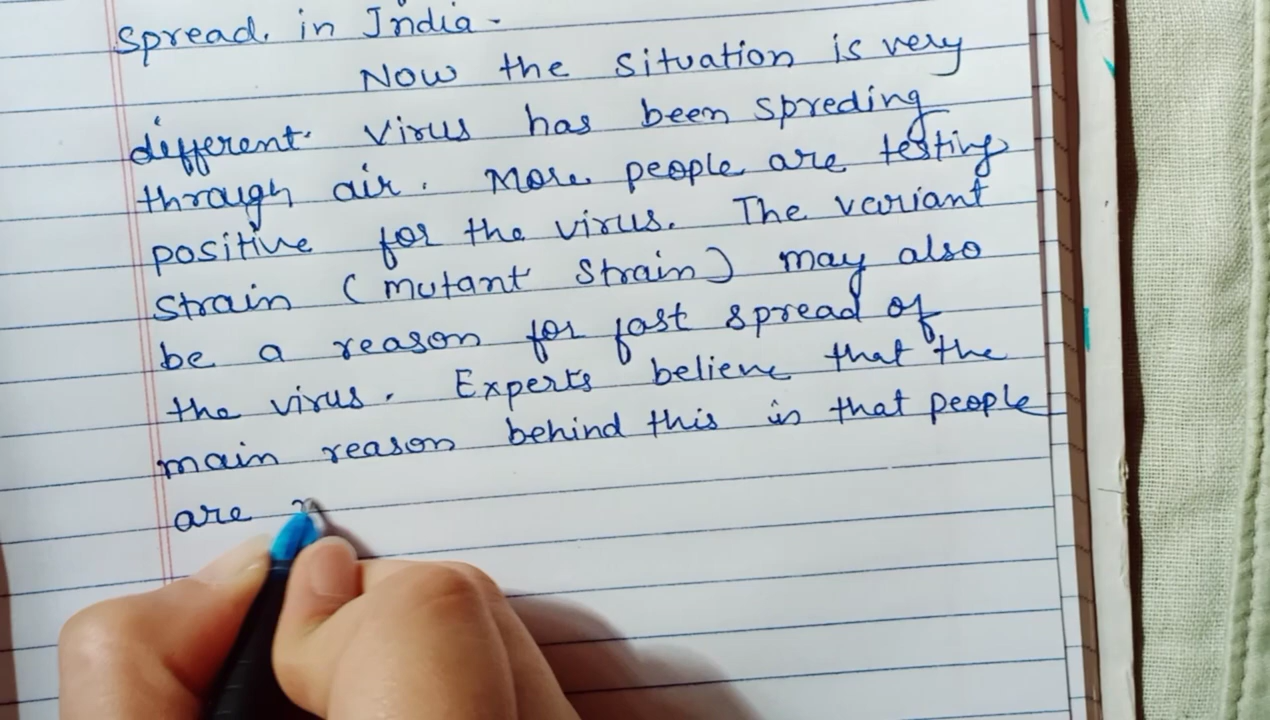 spread. in India.
Now the situation is very
different. Virus has been spreding
through air. More people are testing
positive for the virus. The variant
strain (mutant strain) may also
be a reason for fast spread of
the virus. Experts believe that the
main reason behind this is that people
are